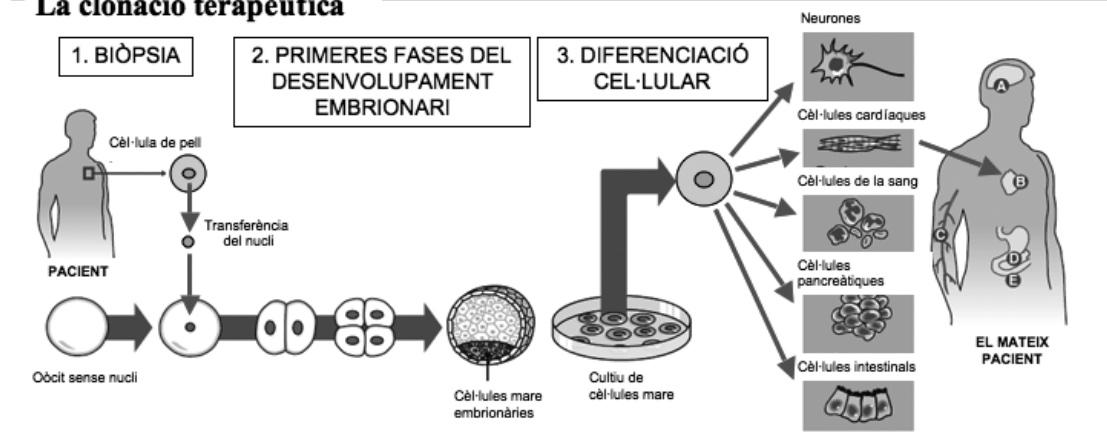 La clonació terapèutica
1. BIÒPSIA
2. PRIMERES FASES DEL
DESENVOLUPAMENT
EMBRIONARI
3. DIFERENCIACIÓ
CEL·LULAR
Cèl·lula de pell
Transferència
del nucli
PACIENT
Oòcit sense nucli
Cèl·lules mare
embrionàries
Cultiu de
cèl·lules mare
Neurones
Cèl·lules cardíaques
Cèl·lules de la sang
Cèl·lules
pancreàtiques
Cèl·lules intestinals
A
B
C
D
E
EL MATEIX
PACIENT